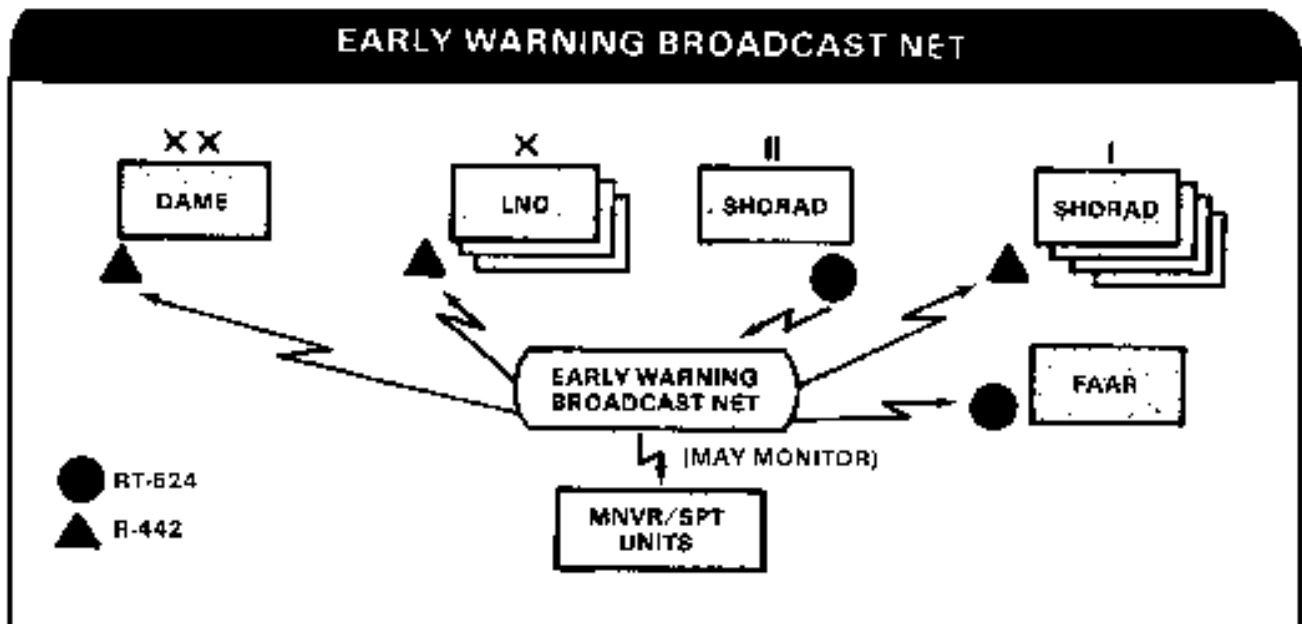 EARLY WARNING BROADCAST NET
XX
X
II
I
DAME
LNO
SHORAD
SHORAD
EARLY WARNING
BROADCAST NET
FAAR
(MAY MONITOR)
RT-524
R-442
MNVR/SPT
UNITS